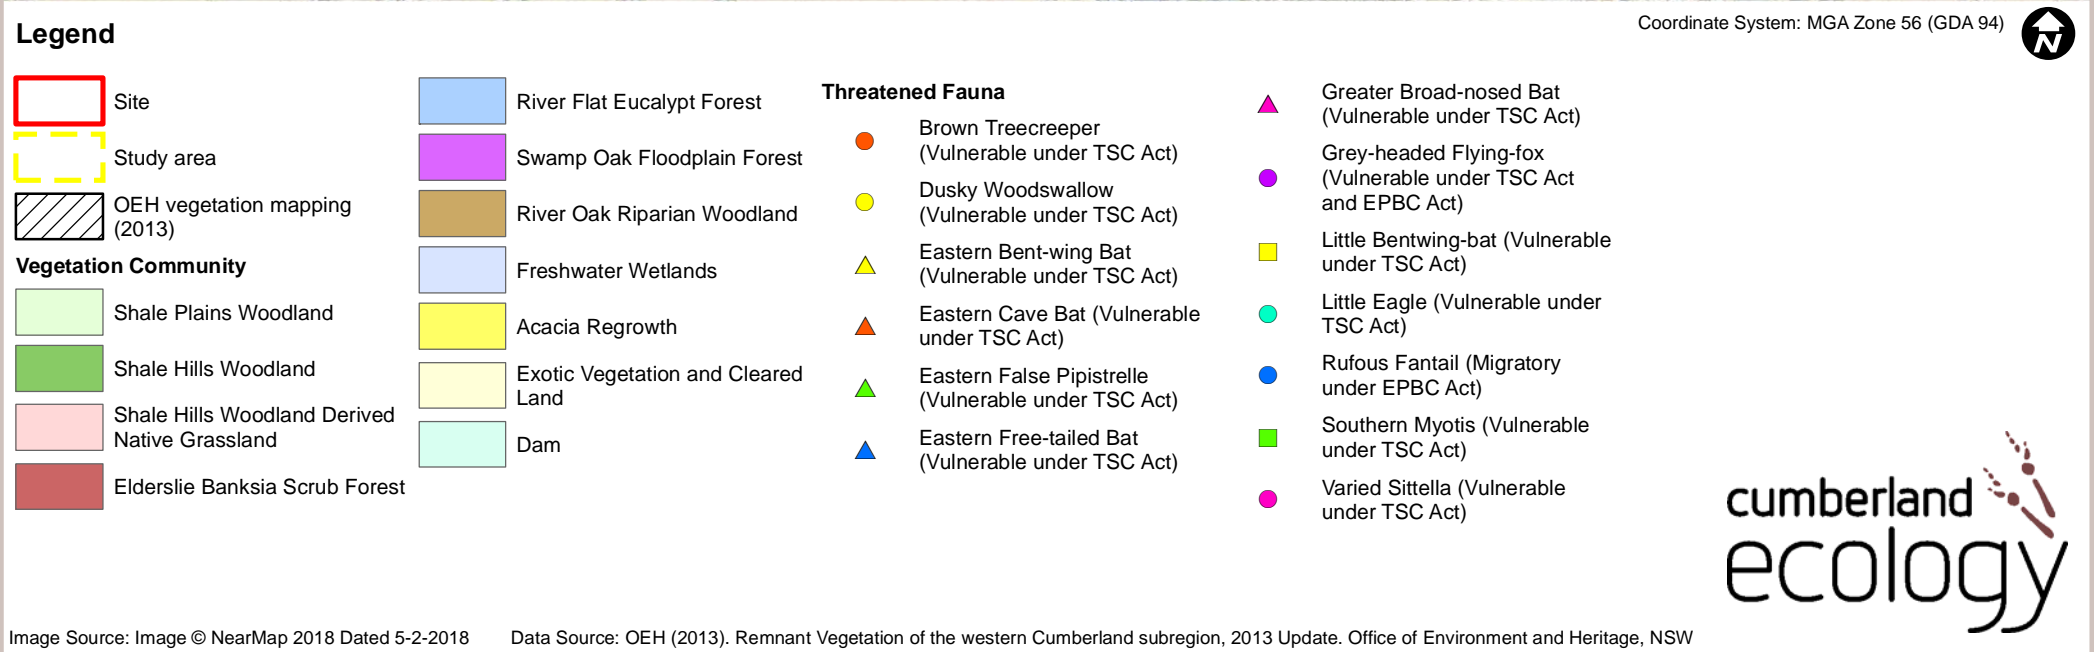 Legend
Coordinate System: MGA Zone 56 (GDA 94)
N
Site
Study area
OEH vegetation mapping
(2013)
Vegetation Community
Shale Plains Woodland
Shale Hills Woodland
Shale Hills Woodland Derived
Native Grassland
Elderslie Banksia Scrub Forest
River Flat Eucalypt Forest
Swamp Oak Floodplain Forest
River Oak Riparian Woodland
Freshwater Wetlands
Acacia Regrowth
Exotic Vegetation and Cleared
Land
Dam
Threatened Fauna
Brown Treecreeper
(Vulnerable under TSC Act)
Dusky Woodswallow
(Vulnerable under TSC Act)
Eastern Bent-wing Bat
(Vulnerable under TSC Act)
Eastern Cave Bat (Vulnerable
under TSC Act)
Eastern False Pipistrelle
(Vulnerable under TSC Act)
Eastern Free-tailed Bat
(Vulnerable under TSC Act)
Greater Broad-nosed Bat
(Vulnerable under TSC Act)
Grey-headed Flying-fox
(Vulnerable under TSC Act
and EPBC Act)
Little Bentwing-bat (Vulnerable
under TSC Act)
Little Eagle (Vulnerable under
TSC Act)
Rufous Fantail (Migratory
under EPBC Act)
Southern Myotis (Vulnerable
under TSC Act)
Varied Sittella (Vulnerable
under TSC Act)
cumberland
ecology
Image Source: Image © NearMap 2018 Dated 5-2-2018
Data Source: OEH (2013). Remnant Vegetation of the western Cumberland subregion, 2013 Update. Office of Environment and Heritage, NSW